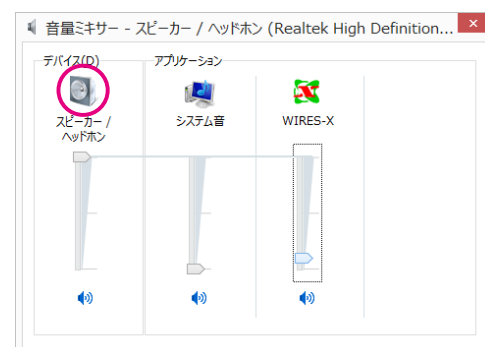 音量ミキサー - スピーカー / ヘッドホン (Realtek High Definition...
×
デバイス(D)
アプリケーション
スピーカー /
ヘッドホン
システム音
WIRES-X